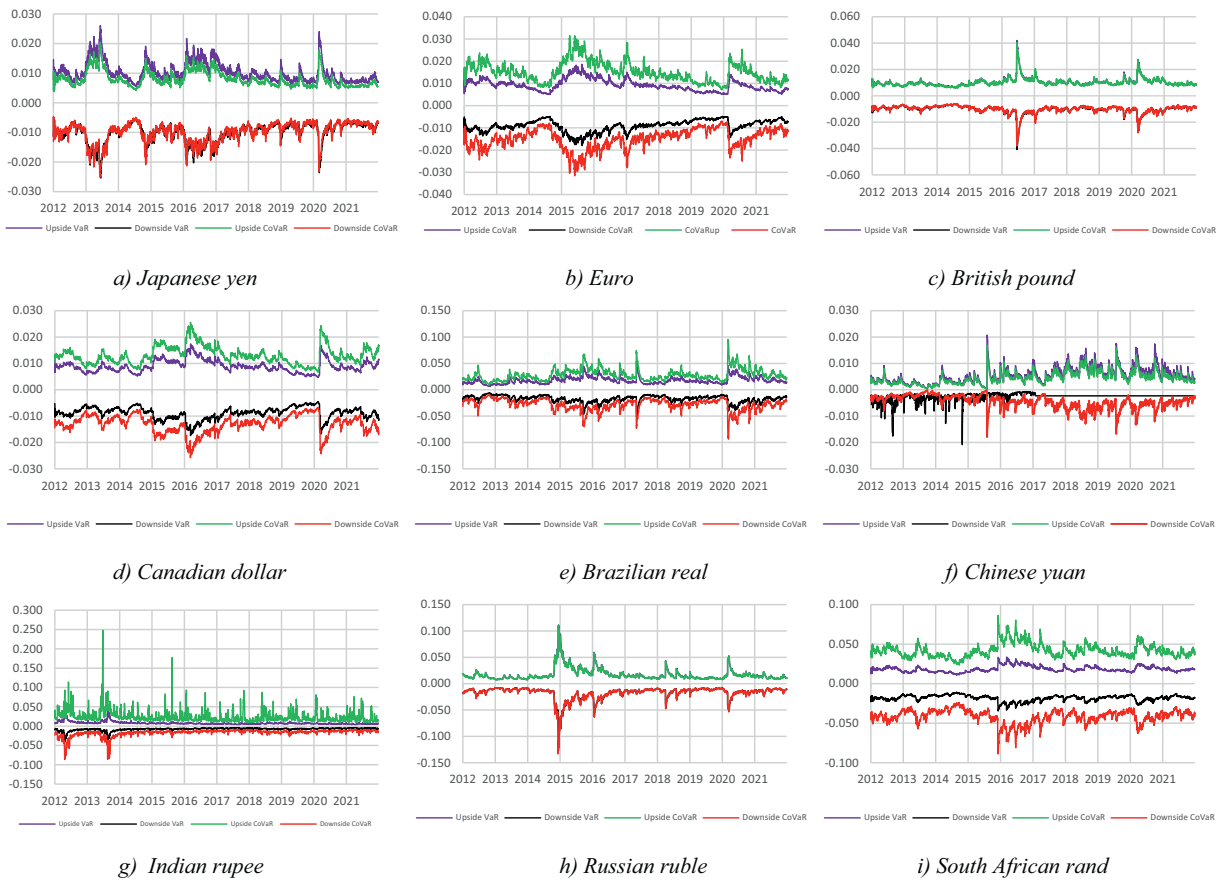 0.030
0.020
0.010
0.000
-0.010
-0.020
-0.030
2012 2013 2014 2015 2016 2017 2018 2019 2020 2021
Upside VaR Downside VaR Upside CoVaR Downside CoVaR
a) Japanese yen
0.040
0.030
0.020
0.010
0.000
-0.010
-0.020
-0.030
-0.040
2012 2013 2014 2015 2016 2017 2018 2019 2020 2021
Upside CoVaR Downside CoVaR CoVaRup CoVaR
b) Euro
0.060
0.040
0.020
0.000
-0.020
-0.040
-0.060
2012 2013 2014 2015 2016 2017 2018 2019 2020 2021
Upside VaR Downside VaR Upside CoVaR Downside CoVaR
c) British pound
0.030
0.020
0.010
0.000
-0.010
-0.020
-0.030
2012 2013 2014 2015 2016 2017 2018 2019 2020 2021
Upside VaR Downside VaR Upside CoVaR Downside CoVaR
d) Canadian dollar
0.150
0.100
0.050
0.000
-0.050
-0.100
-0.150
2012 2013 2014 2015 2016 2017 2018 2019 2020 2021
Upside VaR Downside VaR Upside CoVaR Downside CoVaR
e) Brazilian real
0.030
0.020
0.010
0.000
-0.010
-0.020
-0.030
2012 2013 2014 2015 2016 2017 2018 2019 2020 2021
Upside VaR Downside VaR Upside CoVaR Downside CoVaR
f) Chinese yuan
0.300
0.250
0.200
0.150
0.100
0.050
0.000
-0.050
-0.100
-0.150
2012 2013 2014 2015 2016 2017 2018 2019 2020 2021
Upside VaR Downside VaR Upside CoVaR Downside CoVaR
g) Indian rupee
0.150
0.100
0.050
0.000
-0.050
-0.100
-0.150
2012 2013 2014 2015 2016 2017 2018 2019 2020 2021
Upside VaR Downside VaR Upside CoVaR Downside CoVaR
h) Russian ruble
0.100
0.050
0.000
-0.050
-0.100
2012 2013 2014 2015 2016 2017 2018 2019 2020 2021
Upside VaR Downside VaR Upside CoVaR Downside CoVaR
i) South African rand